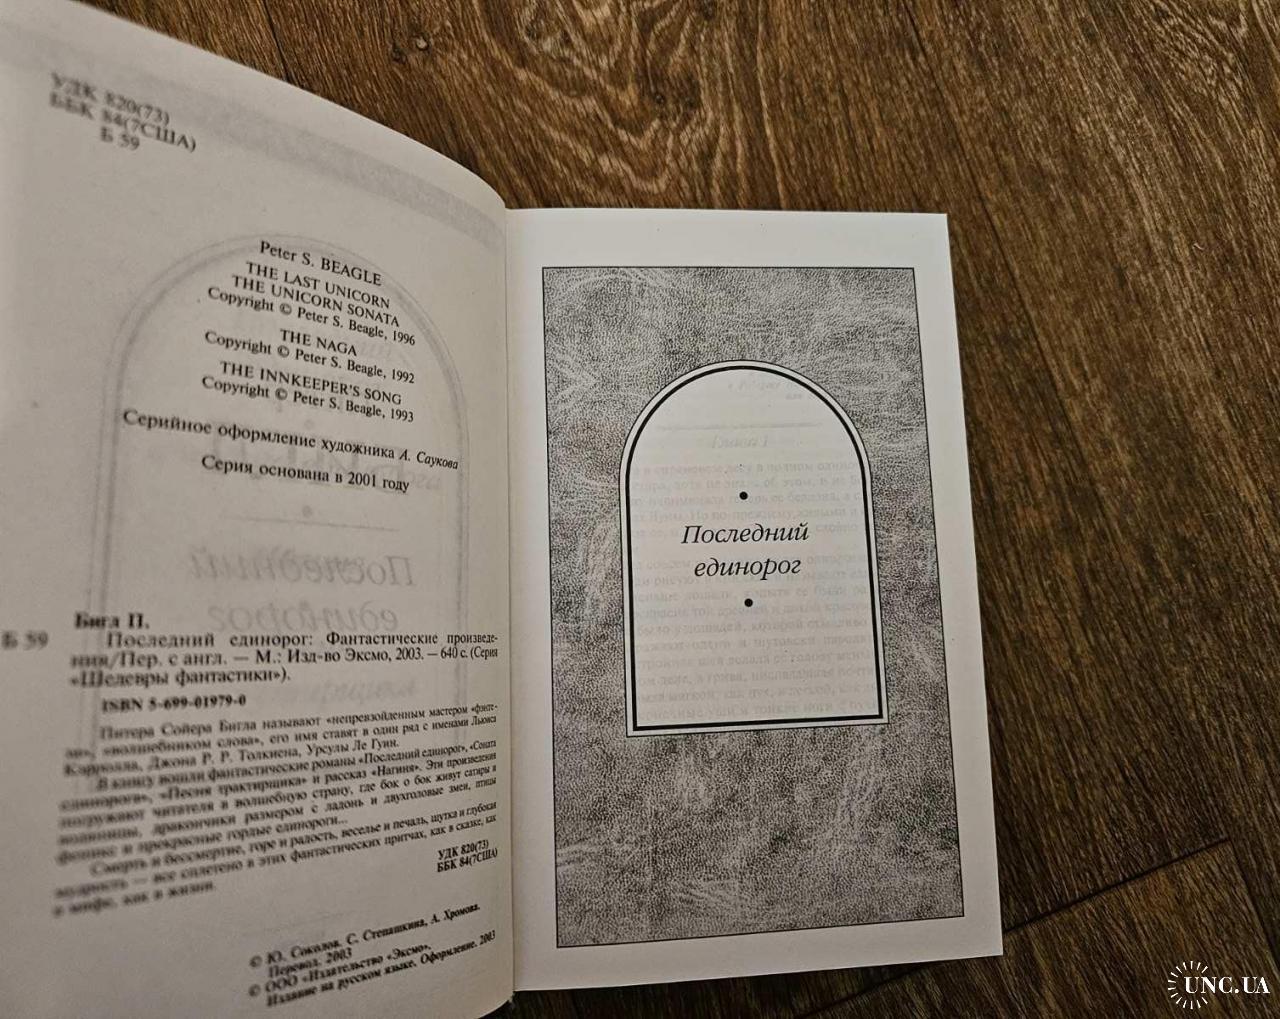 УДК 820(73)
ББК 84(7США)
Б 59
Peter S. BEAGLE
THE LAST UNICORN
THE UNICORN SONATA
Copyright © Peter S. Beagle, 1996
THE NAGA
Copyright © Peter S. Beagle, 1992
THE INNKEEPER'S SONG
Copyright © Peter S. Beagle, 1993
Серийное оформление художника А. Саукова
Серия основана в 2001 году
Бигл П.
Б 59 Последний единорог: Фантастические произведе-
ния/Пер. с англ. — М.: Изд-во Эксмо, 2003. — 640 с. (Серия
«Шедевры фантастики»).
ISBN 5-699-01979-0
Питера Сойера Бигла называют «непревзойденным мастером «фэнте-
зи», «волшебником слова», его имя ставят в один ряд с именами Льюиса
Кэрролла, Джона Р. Р. Толкиена, Урсулы Ле Гуин.
В книгу вошли фантастические романы «Последний единорог», «Соната
единорога», «Песня трактирщика» и рассказ «Нагиня». Эти произведения
погружают читателя в волшебную страну, где бок о бок живут сатиры и
водяницы, дракончики размером с ладонь и двухголовые змеи, птицы
феникс и прекрасные гордые единороги...
Смерть и бессмертие, горе и радость, веселье и печаль, шутка и глубокая
мудрость — все сплетено в этих фантастических притчах, как в сказке, как
в мифе, как в жизни.
УДК 820(73)
ББК 84(7США)
© Ю. Соколов, С. Степашкина, А. Хромова.
Перевод. 2003
© ООО «Издательство «Эксмо».
Издание на русском языке. Оформление. 2003
Последний
единорог
UNC.UA